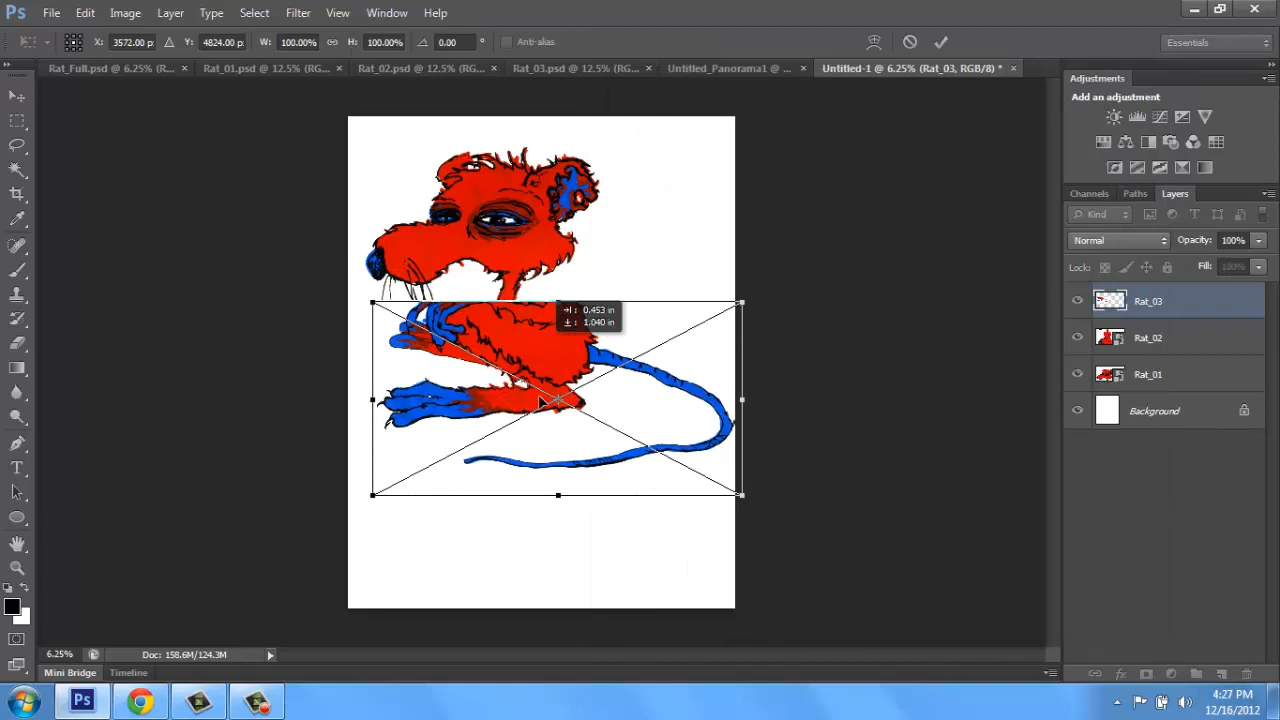 Ps File Edit Image Layer Type Select Filter View Window Help
X: 3572.00 p: Y: 4824.00 p: W: 100.00% H: 100.00% 0.00 ° Anti-alias Essentials
Rat_Full.psd @ 6.25% (R... × Rat_01.psd @ 12.5% (RG... × Rat_02.psd @ 12.5% (RG... × Rat_03.psd @ 12.5% (RG... × Untitled_Panorama1 @ ... × Untitled-1 @ 6.25% (Rat_03, RGB/8) * ×
Adjustments
Add an adjustment
Channels Paths Layers
Kind
Normal Opacity: 100%
Lock: Fill: 100%
Rat_03
Rat_02
Rat_01
Background
: 0.453 in
: 1.040 in
6.25% Doc: 158.6M/124.3M
Mini Bridge Timeline
Ps
4:27 PM
12/16/2012